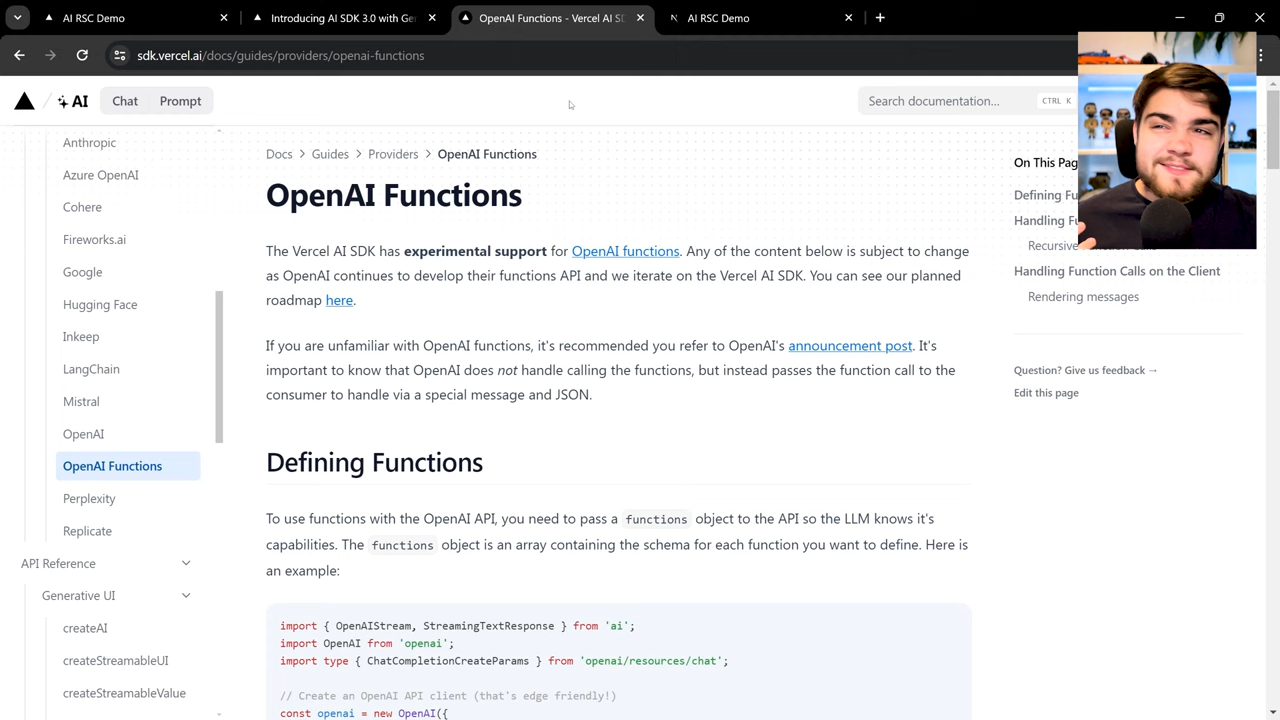 AI RSC Demo
Introducing AI SDK 3.0 with Ger
OpenAI Functions - Vercel AI SD
AI RSC Demo
sdk.vercel.ai/docs/guides/providers/openai-functions
AI
Chat
Prompt
Search documentation...
CTRL K
Anthropic
Azure OpenAI
Cohere
Fireworks.ai
Google
Hugging Face
Inkeep
LangChain
Mistral
OpenAI
OpenAI Functions
Perplexity
Replicate
API Reference
Generative UI
createAI
createStreamableUI
createStreamableValue
Docs > Guides > Providers > OpenAI Functions
OpenAI Functions
The Vercel AI SDK has experimental support for OpenAI functions. Any of the content below is subject to change
as OpenAI continues to develop their functions API and we iterate on the Vercel AI SDK. You can see our planned
roadmap here.
If you are unfamiliar with OpenAI functions, it's recommended you refer to OpenAI's announcement post. It's
important to know that OpenAI does not handle calling the functions, but instead passes the function call to the
consumer to handle via a special message and JSON.
Defining Functions
To use functions with the OpenAI API, you need to pass a functions object to the API so the LLM knows it's
capabilities. The functions object is an array containing the schema for each function you want to define. Here is
an example:
import { OpenAIStream, StreamingTextResponse } from 'ai';
import OpenAI from 'openai';
import type { ChatCompletionCreateParams } from 'openai/resources/chat';
// Create an OpenAI API client (that's edge friendly!)
const openai = new OpenAI({
On This Pag
Defining Fu
Handling Fu
Recursive
Handling Function Calls on the Client
Rendering messages
Question? Give us feedback →
Edit this page